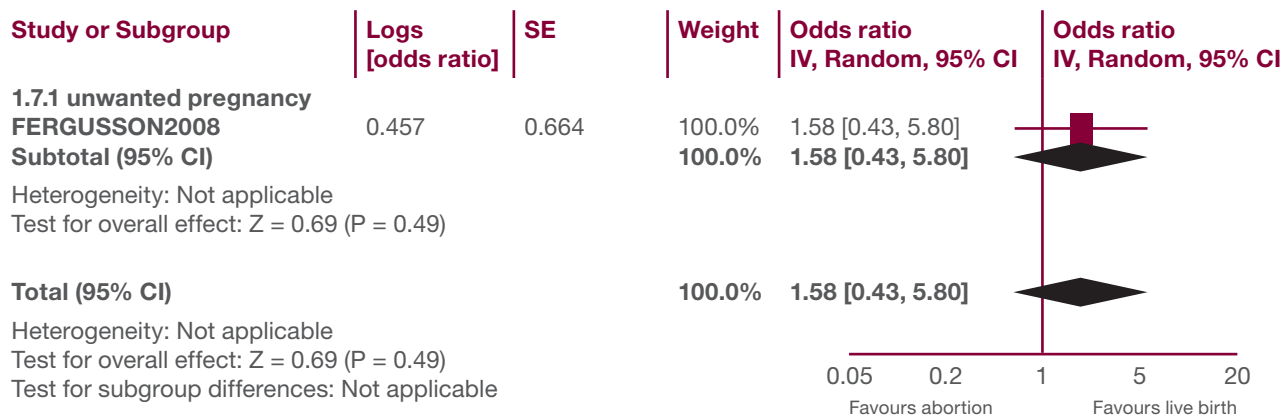 Study or Subgroup Logs [odds ratio] SE Weight Odds ratio IV, Random, 95% CI Odds ratio IV, Random, 95% CI
1.7.1 unwanted pregnancy
FERGUSSON2008 0.457 0.664 100.0% 1.58 [0.43, 5.80]
Subtotal (95% CI) 100.0% 1.58 [0.43, 5.80]
Heterogeneity: Not applicable
Test for overall effect: Z = 0.69 (P = 0.49)
Total (95% CI) 100.0% 1.58 [0.43, 5.80]
Heterogeneity: Not applicable
Test for overall effect: Z = 0.69 (P = 0.49)
Test for subgroup differences: Not applicable
0.05 0.2 1 5 20
Favours abortion Favours live birth